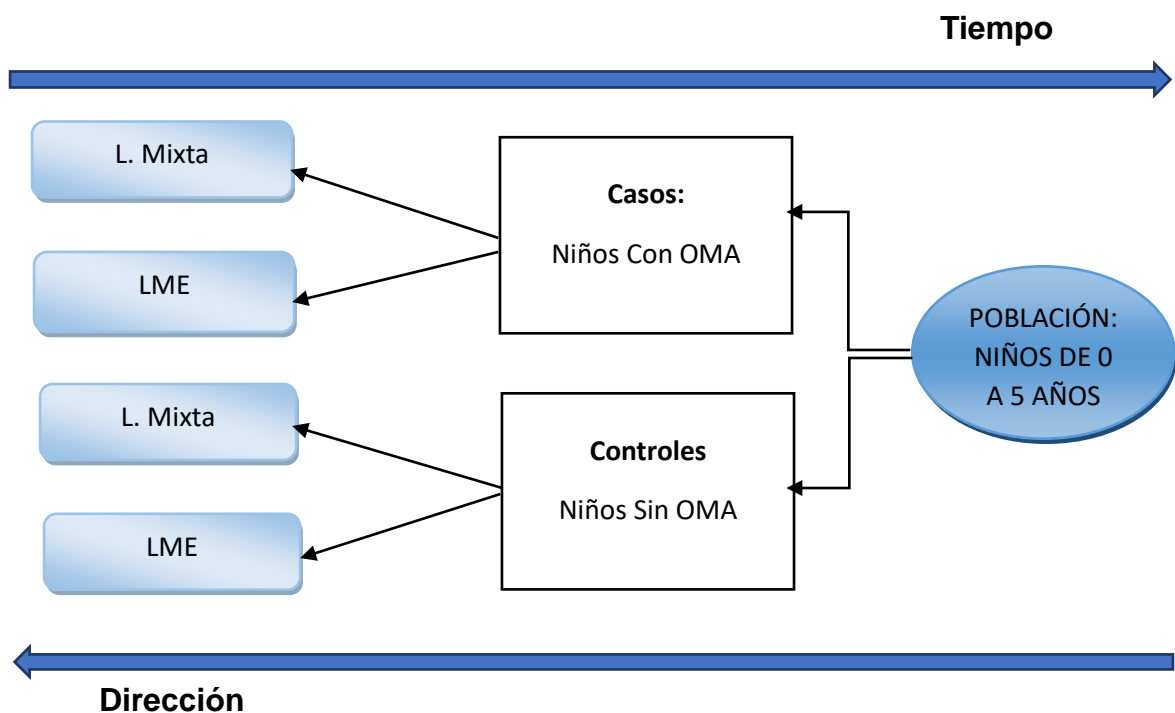 Tiempo
L. Mixta
LME
L. Mixta
LME
Casos:
Niños Con OMA
Controles
Niños Sin OMA
POBLACIÓN:
NIÑOS DE 0
A 5 AÑOS
Dirección